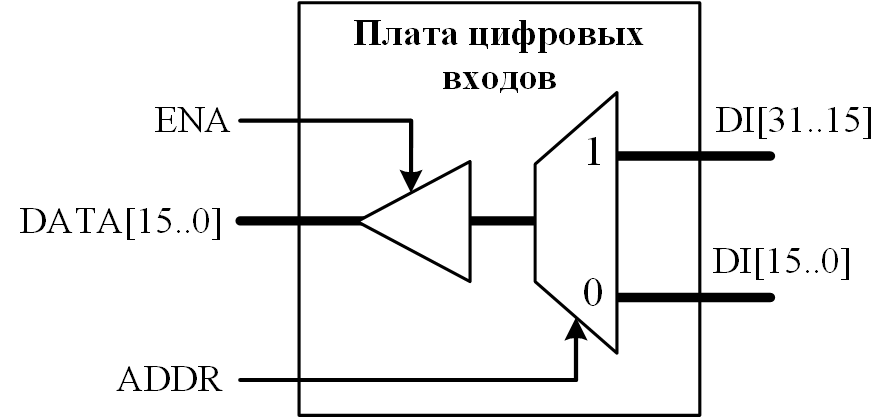 Плата цифровых
входов
ENA
DI[31..15]
1
DATA[15..0]
DI[15..0]
0
ADDR